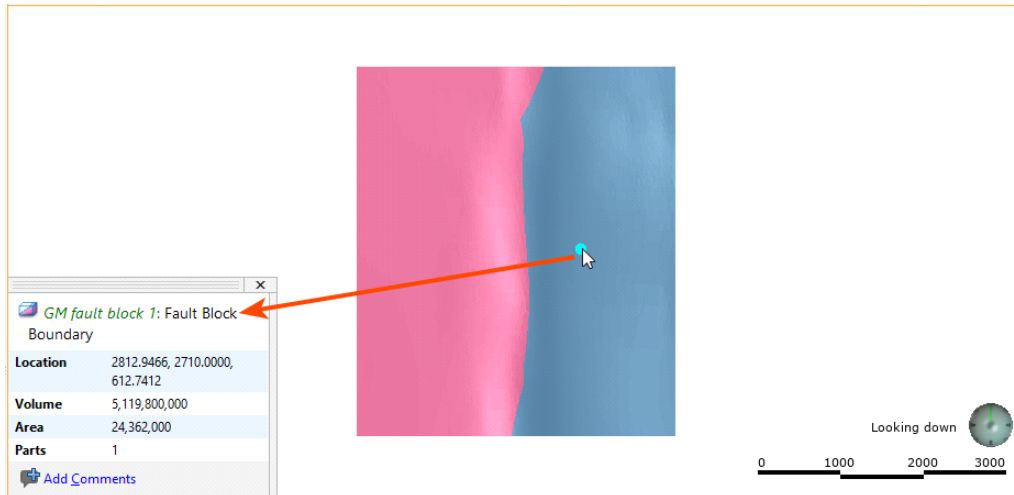 GM fault block 1: Fault Block
Boundary
Location 2812.9466, 2710.0000,
612.7412
Volume 5,119,800,000
Area 24,362,000
Parts 1
Add Comments
Looking down
0 1000 2000 3000